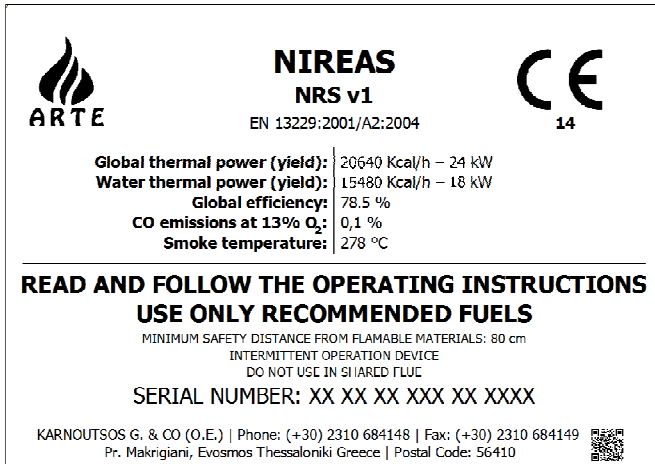 ARTE
NIREAS
NRS v1
EN 13229:2001/A2:2004
CE
14
Global thermal power (yield): 20640 Kcal/h – 24 kW
Water thermal power (yield): 15480 Kcal/h – 18 kW
Global efficiency: 78.5 %
CO emissions at 13% O2: 0,1 %
Smoke temperature: 278 °C
READ AND FOLLOW THE OPERATING INSTRUCTIONS
USE ONLY RECOMMENDED FUELS
MINIMUM SAFETY DISTANCE FROM FLAMABLE MATERIALS: 80 cm
INTERMITTENT OPERATION DEVICE
DO NOT USE IN SHARED FLUE
SERIAL NUMBER: XX XX XX XXX XX XXXX
KARNOUTSOS G. & CO (O.E.) | Phone: (+30) 2310 684148 | Fax: (+30) 2310 684149
Pr. Makrigiani, Evosmos Thessaloniki Greece | Postal Code: 56410